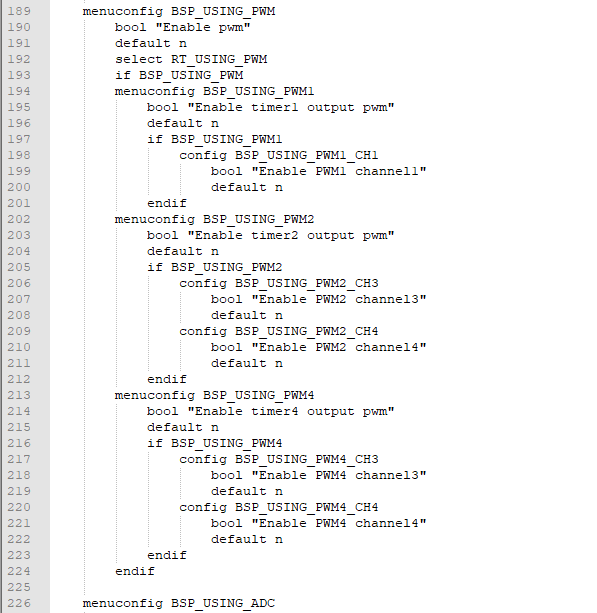 189 menuconfig BSP_USING_PWM
190 bool "Enable pwm"
191 default n
192 select RT_USING_PWM
193 if BSP_USING_PWM
194 menuconfig BSP_USING_PWM1
195 bool "Enable timer1 output pwm"
196 default n
197 if BSP_USING_PWM1
198 config BSP_USING_PWM1_CH1
199 bool "Enable PWM1 channel1"
200 default n
201 endif
202 menuconfig BSP_USING_PWM2
203 bool "Enable timer2 output pwm"
204 default n
205 if BSP_USING_PWM2
206 config BSP_USING_PWM2_CH3
207 bool "Enable PWM2 channel3"
208 default n
209 config BSP_USING_PWM2_CH4
210 bool "Enable PWM2 channel4"
211 default n
212 endif
213 menuconfig BSP_USING_PWM4
214 bool "Enable timer4 output pwm"
215 default n
216 if BSP_USING_PWM4
217 config BSP_USING_PWM4_CH3
218 bool "Enable PWM4 channel3"
219 default n
220 config BSP_USING_PWM4_CH4
221 bool "Enable PWM4 channel4"
222 default n
223 endif
224 endif
225
226 menuconfig BSP_USING_ADC